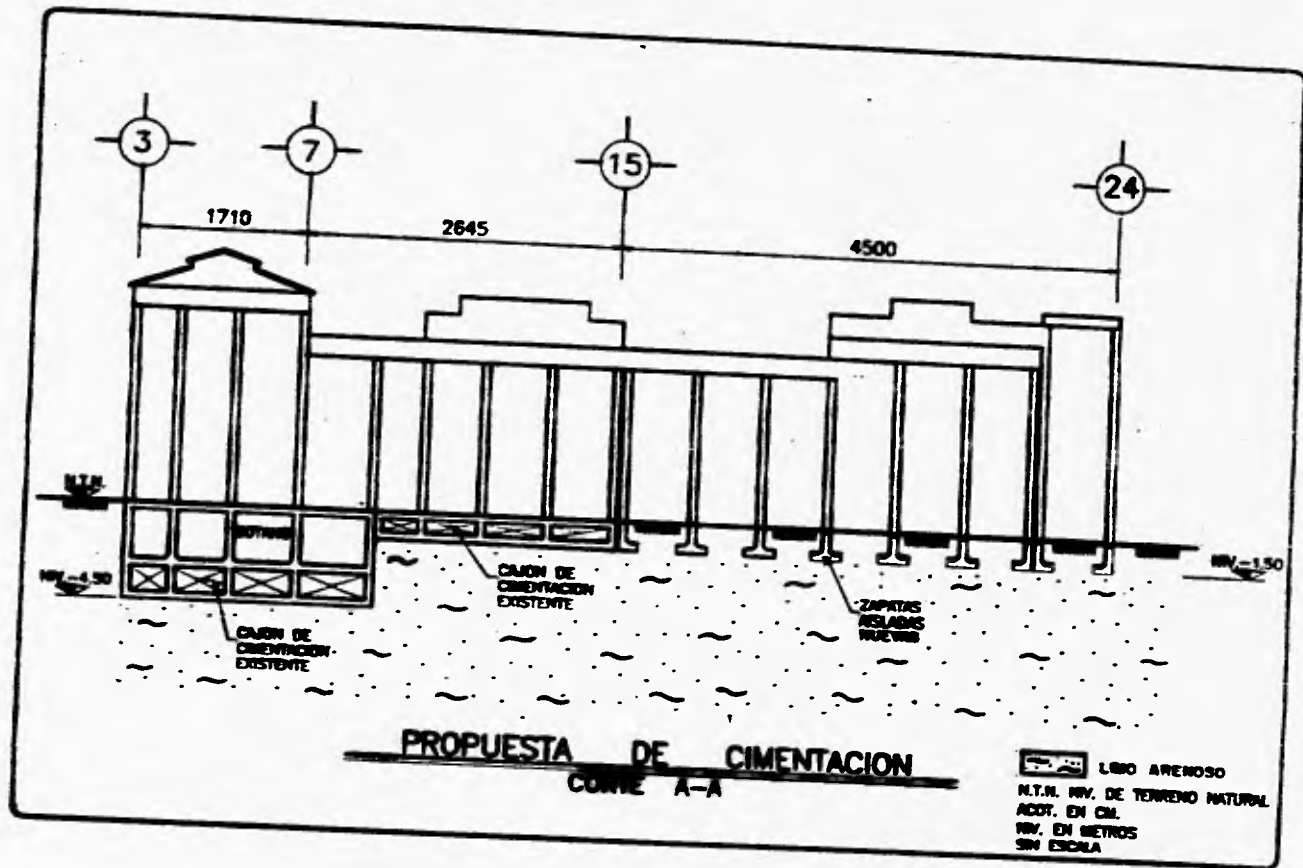 3
7
15
24
1710
2645
4500
N.T.N.
SOTANO
NIV.-4.50
CAJON DE
CIMENTACION
EXISTENTE
CAJON DE
CIMENTACION
EXISTENTE
ZAPATAS
AISLADAS
NUEVAS
NIV.-1.50
PROPUESTA DE CIMENTACION
CORTE A-A
LIMO ARENOSO
N.T.N. NIV. DE TERRENO NATURAL
ACOT. EN CM.
NIV. EN METROS
SIN ESCALA